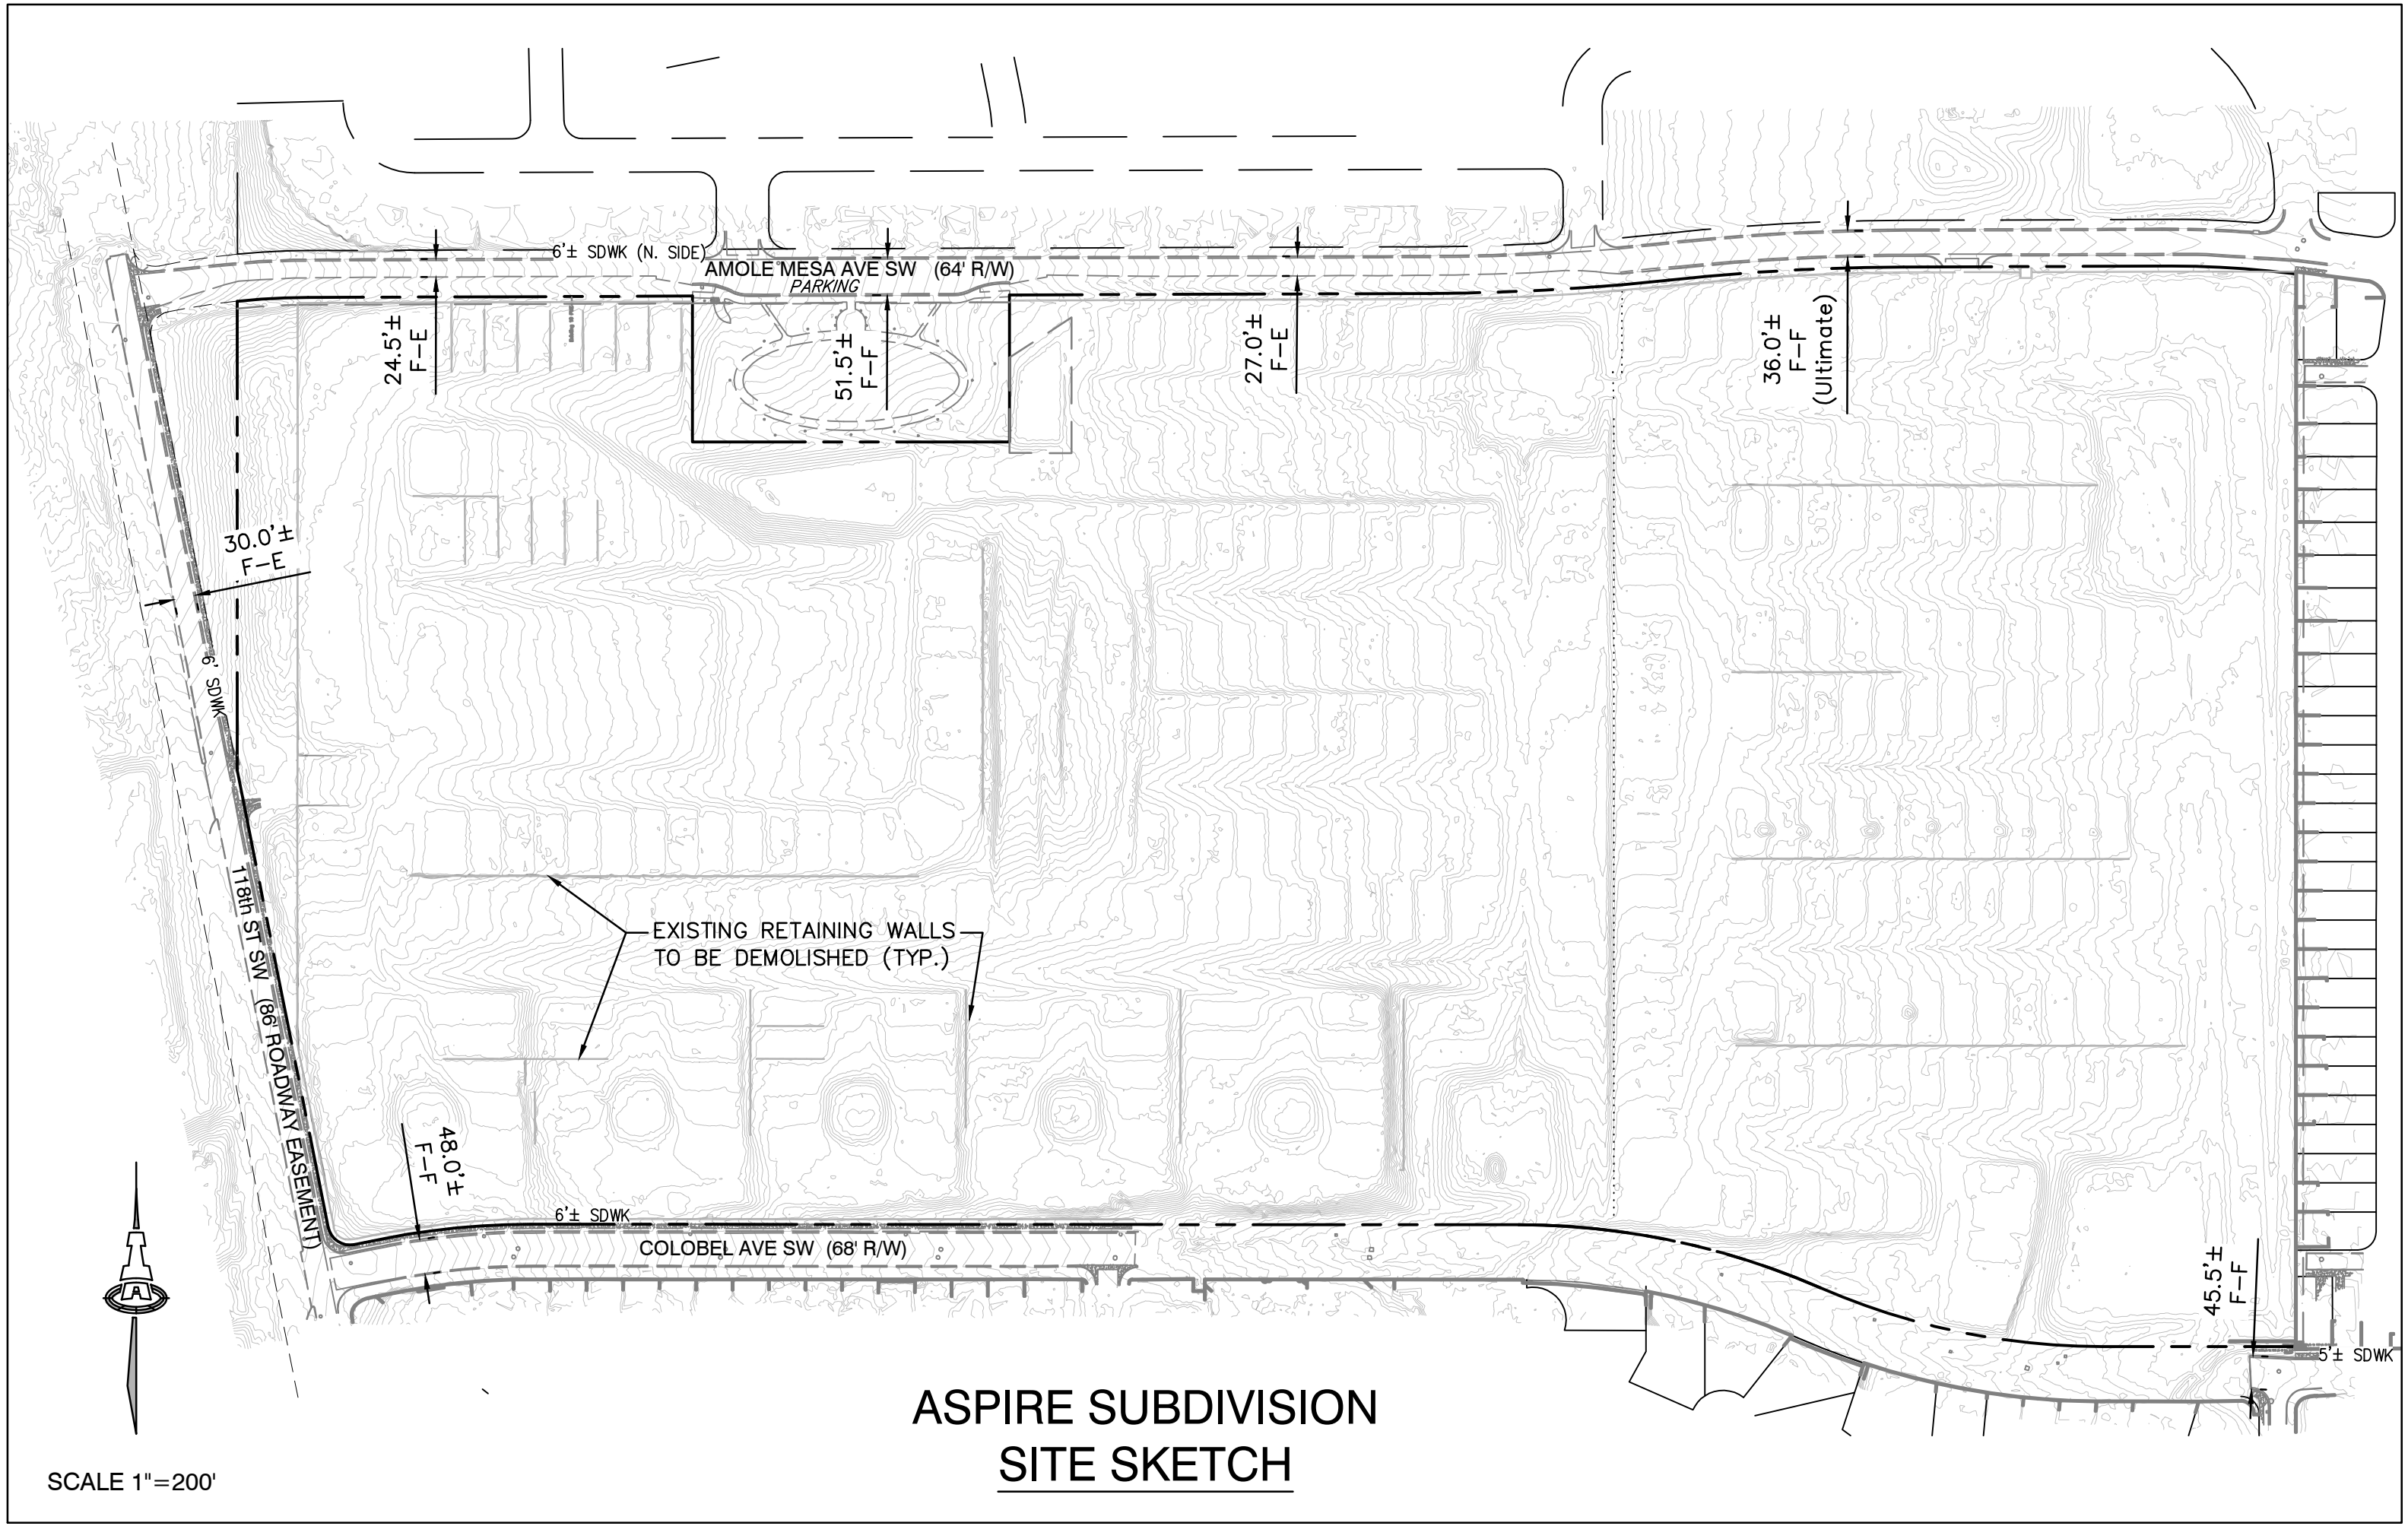 6'± SDWK (N. SIDE)
AMOLE MESA AVE SW (64' R/W)
PARKING
24.5'±
F-E
51.5'±
F-F
27.0'±
F-E
36.0'±
F-F
(Ultimate)
30.0'±
F-E
6' SDWK
118th ST SW (86' ROADWAY EASEMENT)
EXISTING RETAINING WALLS
TO BE DEMOLISHED (TYP.)
48.0'±
F-F
6'± SDWK
COLOBEL AVE SW (68' R/W)
45.5'±
F-F
5'± SDWK
A
ASPIRE SUBDIVISION
SITE SKETCH
SCALE 1"=200'